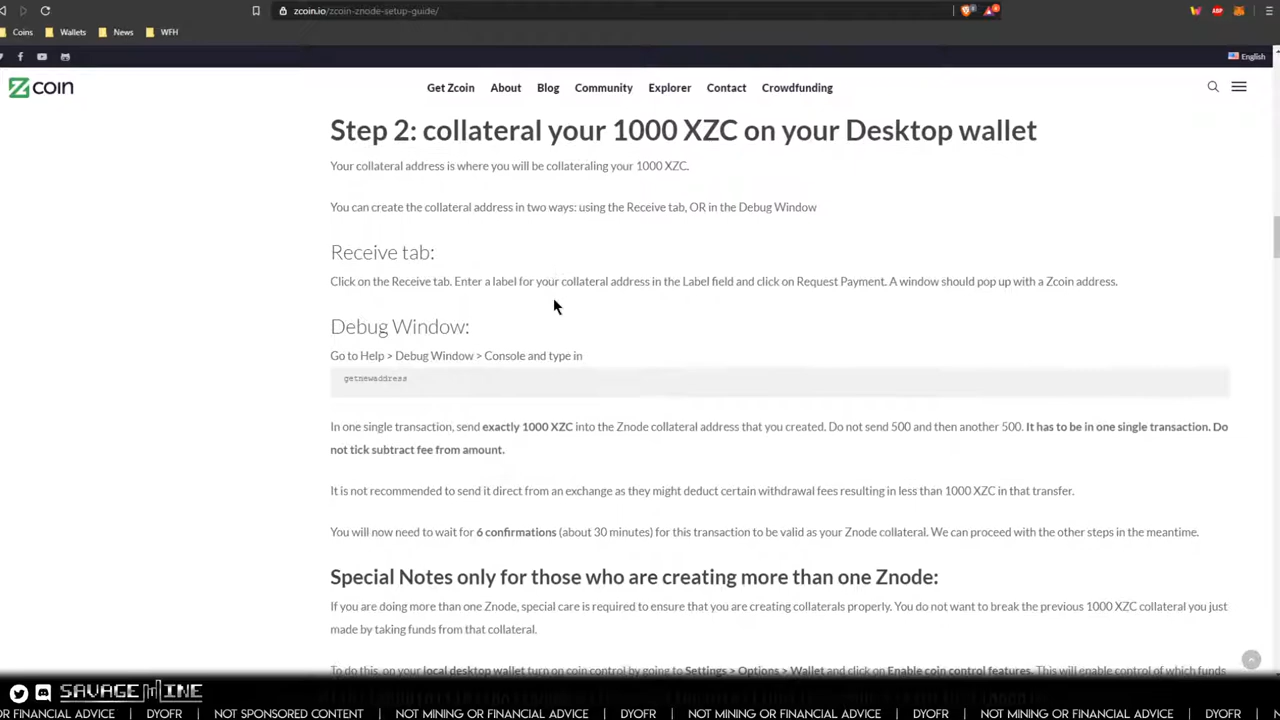 zcoin.io/zcoin-znode-setup-guide/
Coins Wallets News WFH
English
Zcoin
Get Zcoin About Blog Community Explorer Contact Crowdfunding
Step 2: collateral your 1000 XZC on your Desktop wallet
Your collateral address is where you will be collateraling your 1000 XZC.
You can create the collateral address in two ways: using the Receive tab, OR in the Debug Window
Receive tab:
Click on the Receive tab. Enter a label for your collateral address in the Label field and click on Request Payment. A window should pop up with a Zcoin address.
Debug Window:
Go to Help > Debug Window > Console and type in
getnewaddress
In one single transaction, send exactly 1000 XZC into the Znode collateral address that you created. Do not send 500 and then another 500. It has to be in one single transaction. Do
not tick subtract fee from amount.
It is not recommended to send it direct from an exchange as they might deduct certain withdrawal fees resulting in less than 1000 XZC in that transfer.
You will now need to wait for 6 confirmations (about 30 minutes) for this transaction to be valid as your Znode collateral. We can proceed with the other steps in the meantime.
Special Notes only for those who are creating more than one Znode:
If you are doing more than one Znode, special care is required to ensure that you are creating collaterals properly. You do not want to break the previous 1000 XZC collateral you just
made by taking funds from that collateral.
To do this, on your local desktop wallet turn on coin control by going to Settings > Options > Wallet and click on Enable coin control features. This will enable control of which funds
SAVAGEMINE
OR FINANCIAL ADVICE DYOFR NOT SPONSORED CONTENT NOT MINING OR FINANCIAL ADVICE DYOFR NOT MINING OR FINANCIAL ADVICE DYOFR NOT MINING OR FINANCIAL ADVICE DYOFR N